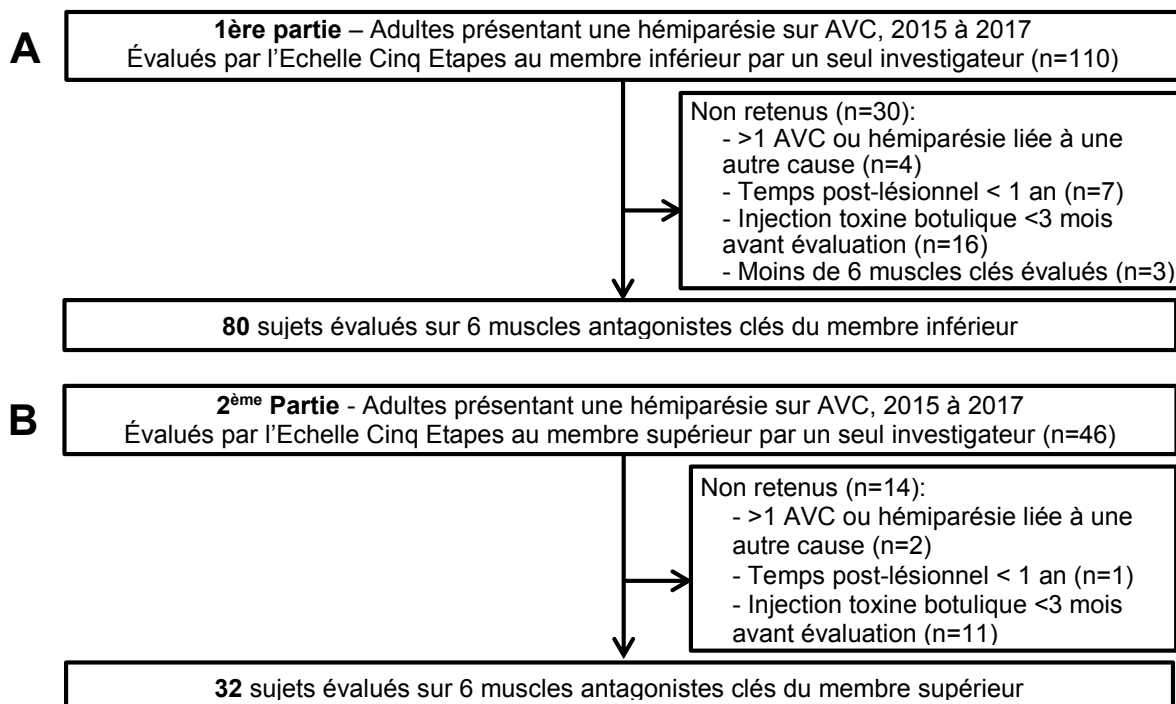 A
1ère partie – Adultes présentant une hémiparésie sur AVC, 2015 à 2017
Évalués par l’Echelle Cinq Etapes au membre inférieur par un seul investigateur (n=110)
Non retenus (n=30):
- >1 AVC ou hémiparésie liée à une
autre cause (n=4)
- Temps post-lésionnel < 1 an (n=7)
- Injection toxine botulique <3 mois
avant évaluation (n=16)
- Moins de 6 muscles clés évalués (n=3)
80 sujets évalués sur 6 muscles antagonistes clés du membre inférieur
B
2ème Partie - Adultes présentant une hémiparésie sur AVC, 2015 à 2017
Évalués par l’Echelle Cinq Etapes au membre supérieur par un seul investigateur (n=46)
Non retenus (n=14):
- >1 AVC ou hémiparésie liée à une
autre cause (n=2)
- Temps post-lésionnel < 1 an (n=1)
- Injection toxine botulique <3 mois
avant évaluation (n=11)
32 sujets évalués sur 6 muscles antagonistes clés du membre supérieur